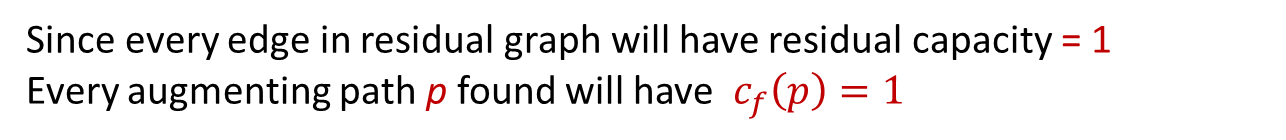 Since every edge in residual graph will have residual capacity = 1
Every augmenting path p found will have c_f(p) = 1